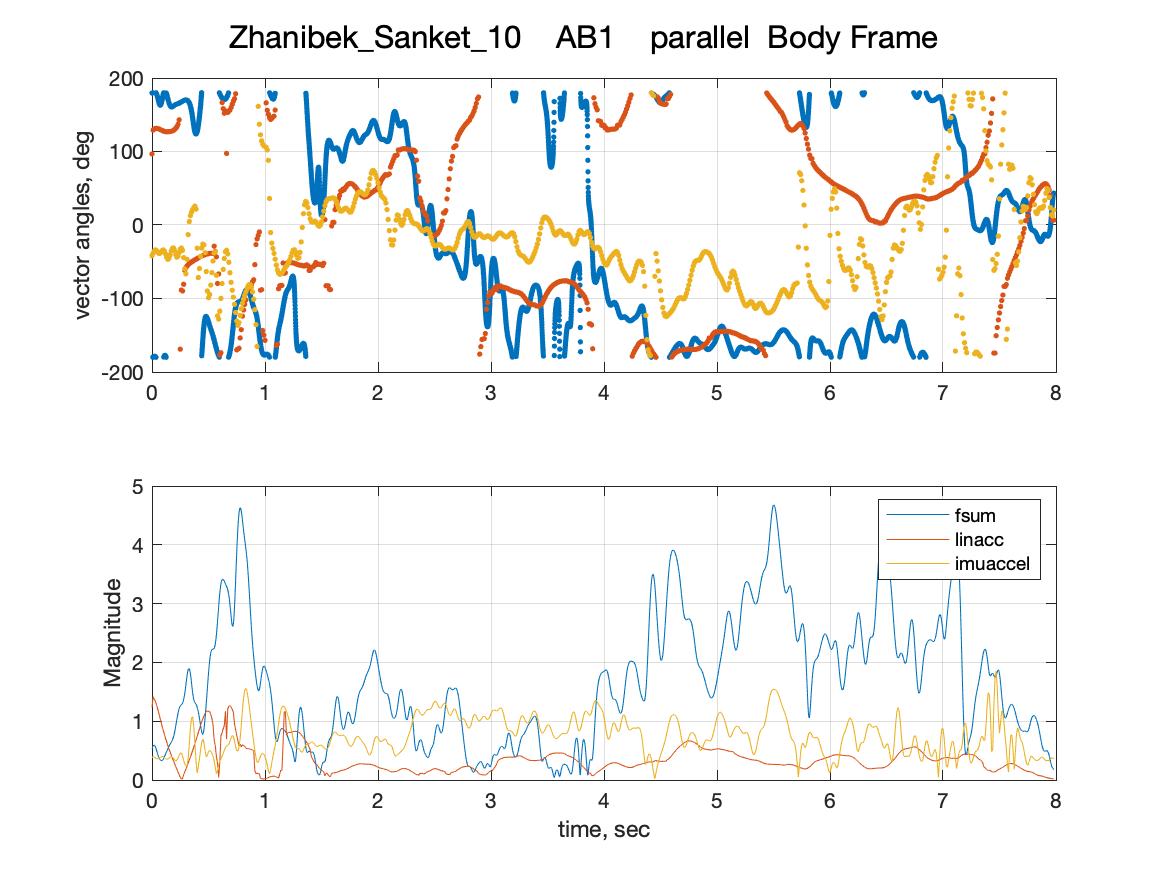 Zhanibek_Sanket_10 AB1 parallel Body Frame
200
100
0
-100
-200
vector angles, deg
0 1 2 3 4 5 6 7 8
5
4
3
2
1
0
Magnitude
fsum
linacc
imuaccel
0 1 2 3 4 5 6 7 8
time, sec